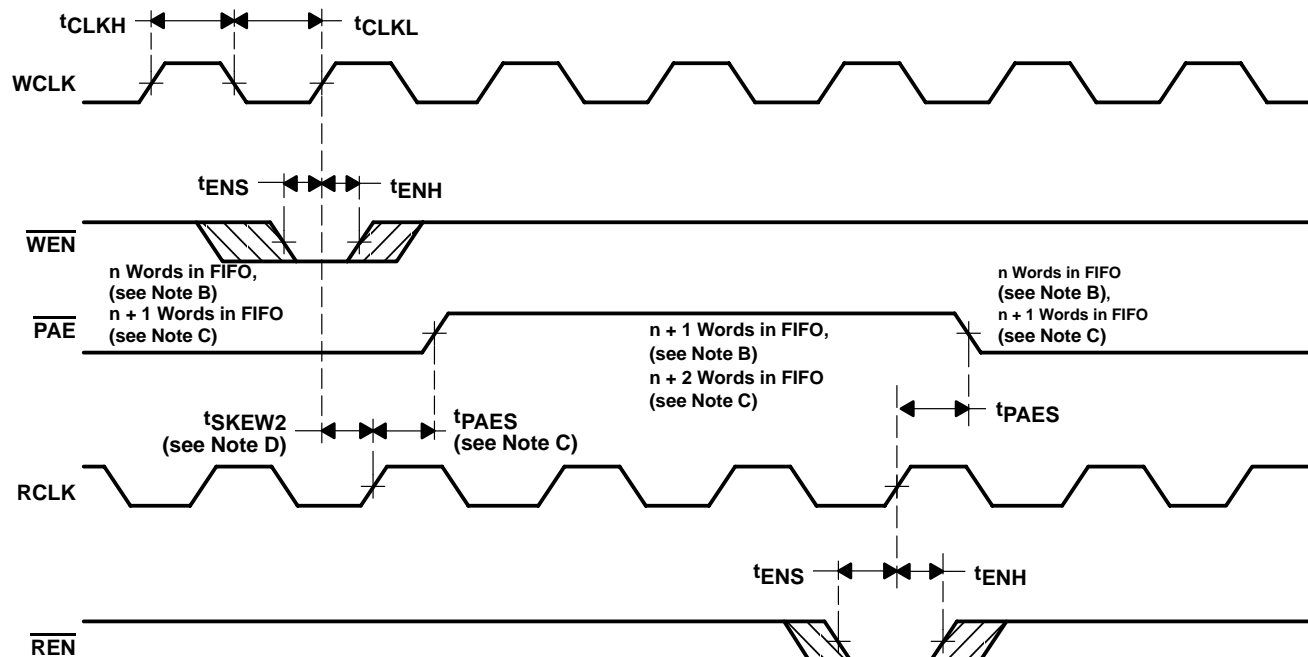 tCLKH
tCLKL
WCLK
tENS
tENH
WEN
n Words in FIFO,
(see Note B)
n + 1 Words in FIFO
(see Note C)
n Words in FIFO
(see Note B),
n + 1 Words in FIFO
(see Note C)
PAE
n + 1 Words in FIFO,
(see Note B)
n + 2 Words in FIFO
(see Note C)
tSKEW2
(see Note D)
tPAES
(see Note C)
tPAES
RCLK
tENS
tENH
REN